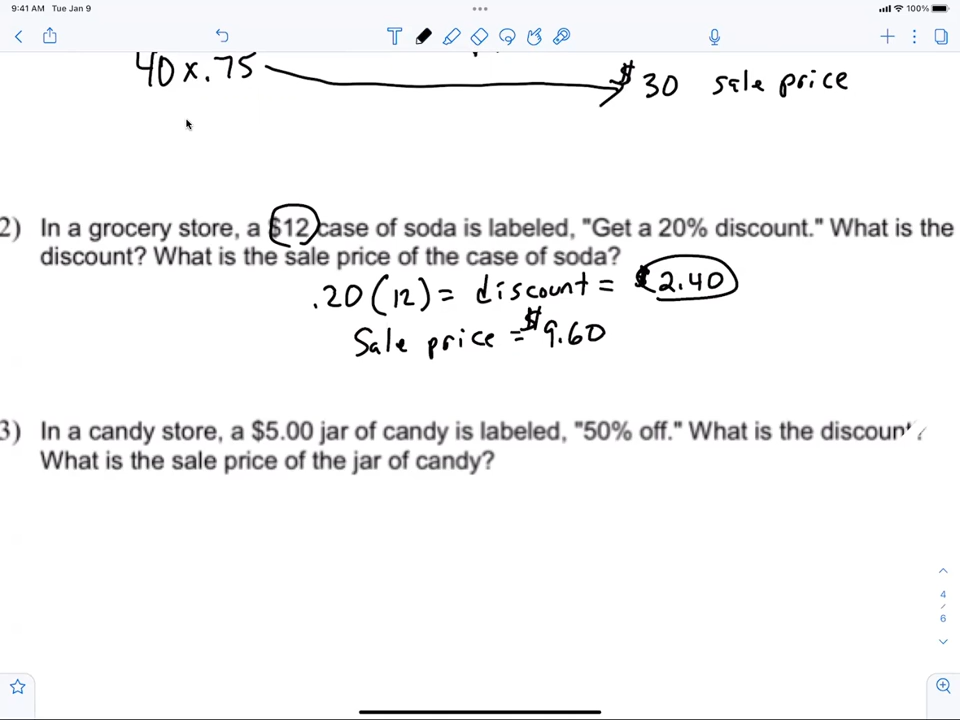 9:41 AM Tue Jan 9
100%
40 x .75 $30 sale price
2) In a grocery store, a $12 case of soda is labeled, "Get a 20% discount." What is the
discount? What is the sale price of the case of soda?
.20 (12) = discount = $2.40
Sale price = $9.60
3) In a candy store, a $5.00 jar of candy is labeled, "50% off." What is the discount?
What is the sale price of the jar of candy?
4
/
6